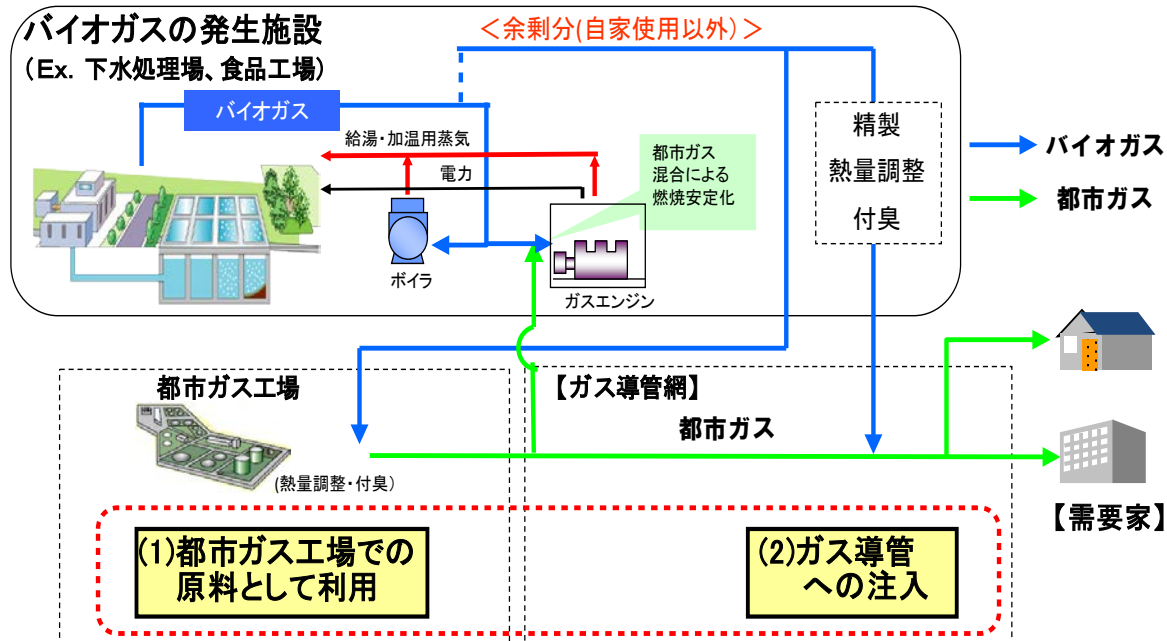 バイオガスの発生施設
(Ex. 下水処理場、食品工場)
＜余剰分(自家使用以外)＞
バイオガス
給湯・加温用蒸気
電力
都市ガス
混合による
燃焼安定化
ボイラ
ガスエンジン
精製
熱量調整
付臭
バイオガス
都市ガス
都市ガス工場
(熱量調整・付臭)
【ガス導管網】
都市ガス
【需要家】
(1)都市ガス工場での
原料として利用
(2)ガス導管
への注入